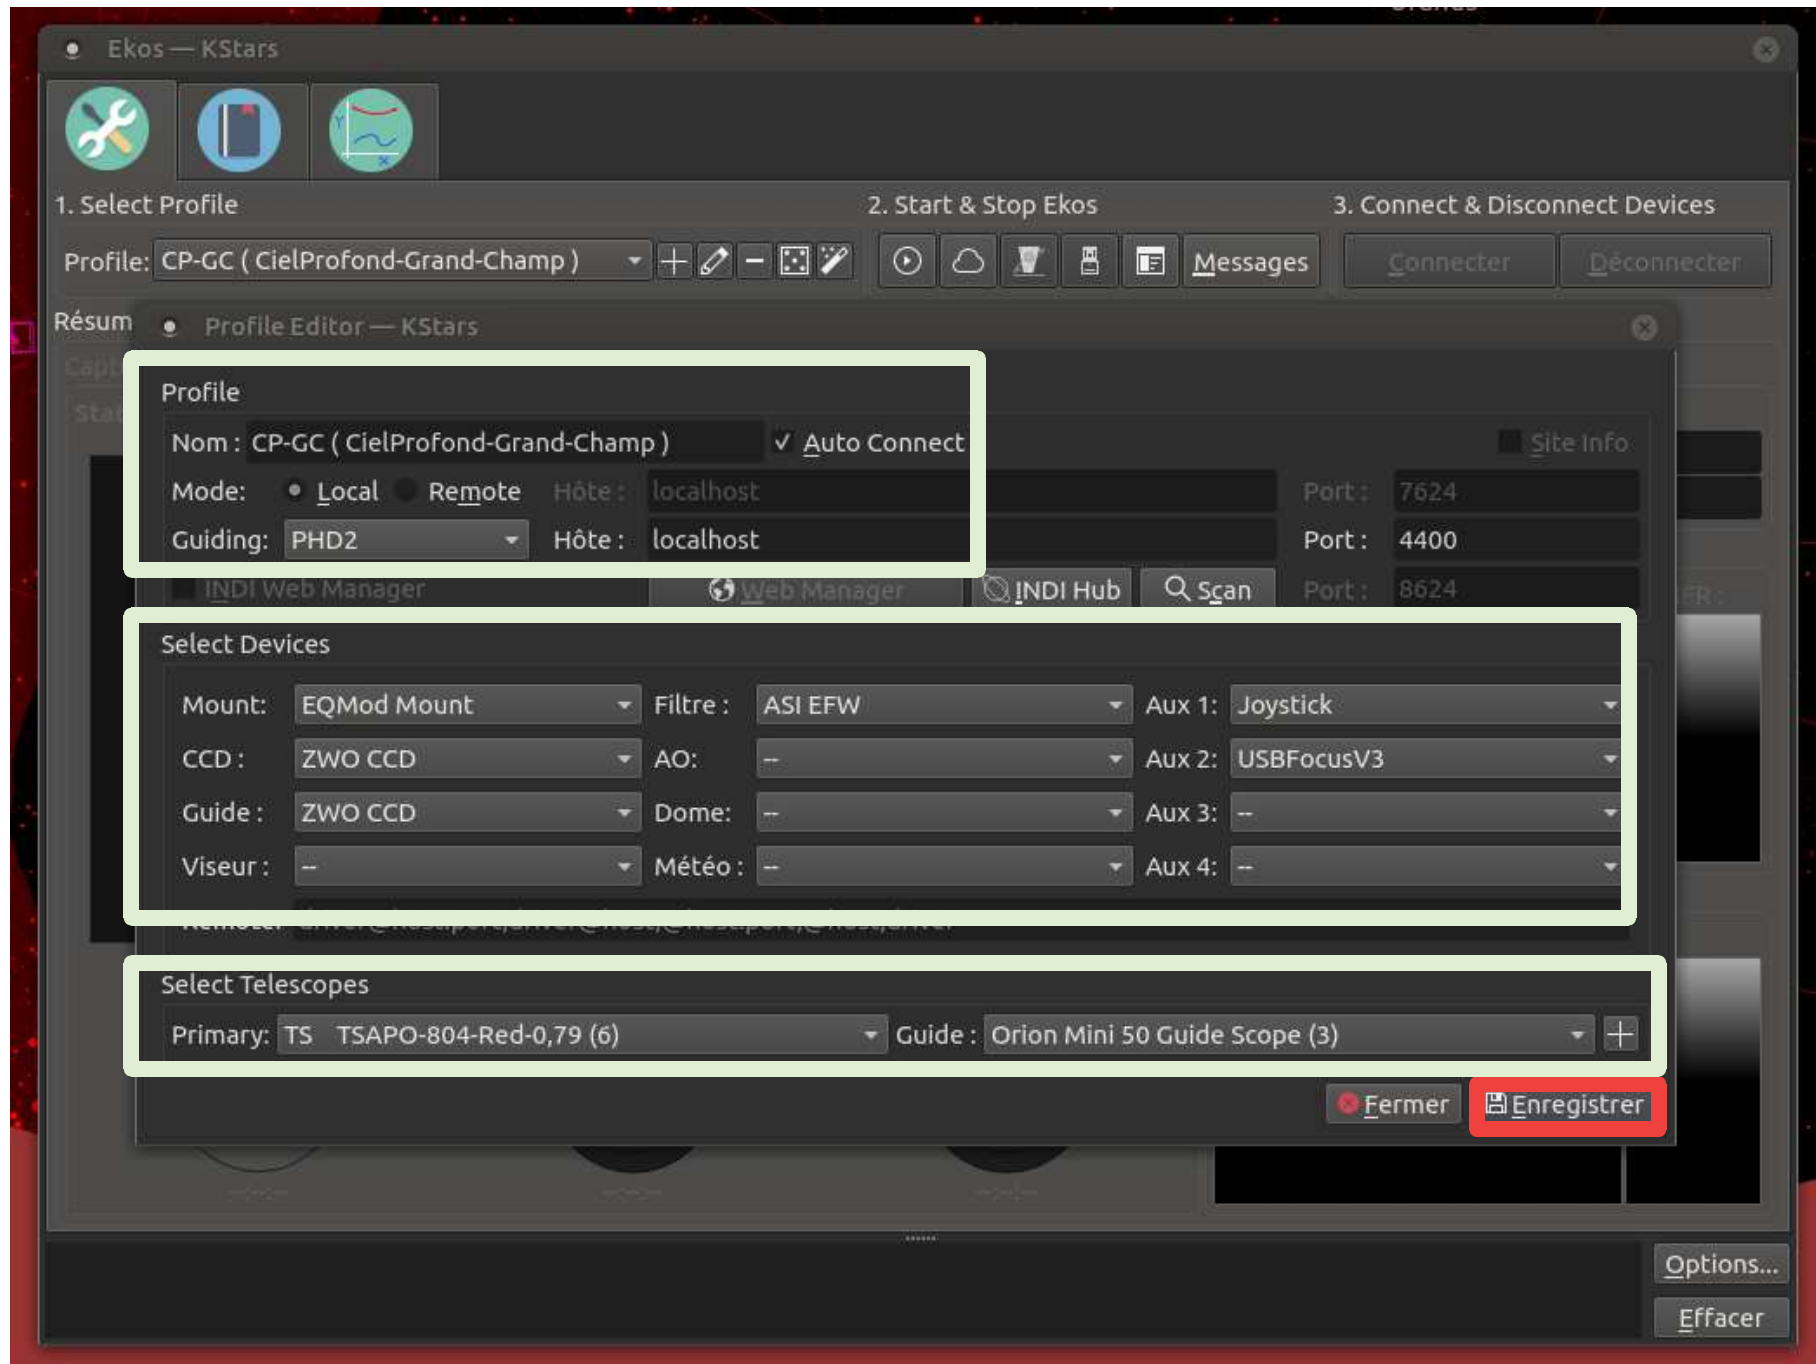 Ekos — KStars
1. Select Profile
2. Start & Stop Ekos
3. Connect & Disconnect Devices
Profile: CP-GC ( CielProfond-Grand-Champ )
Messages
Connecter
Déconnecter
Résum
Profile Editor — KStars
Profile
Nom : CP-GC ( CielProfond-Grand-Champ ) Auto Connect Site Info
Mode: Local Remote Hôte : localhost Port : 7624
Guiding: PHD2 Hôte : localhost Port : 4400
INDI Web Manager Web Manager INDI Hub Scan Port : 8624
Select Devices
Mount: EQMod Mount Filtre : ASI EFW Aux 1: Joystick
CCD : ZWO CCD AO: -- Aux 2: USBFocusV3
Guide : ZWO CCD Dome: -- Aux 3: --
Viseur : -- Météo : -- Aux 4: --
Select Telescopes
Primary: TS TSAPO-804-Red-0,79 (6) Guide : Orion Mini 50 Guide Scope (3)
Fermer Enregistrer
Options...
Effacer